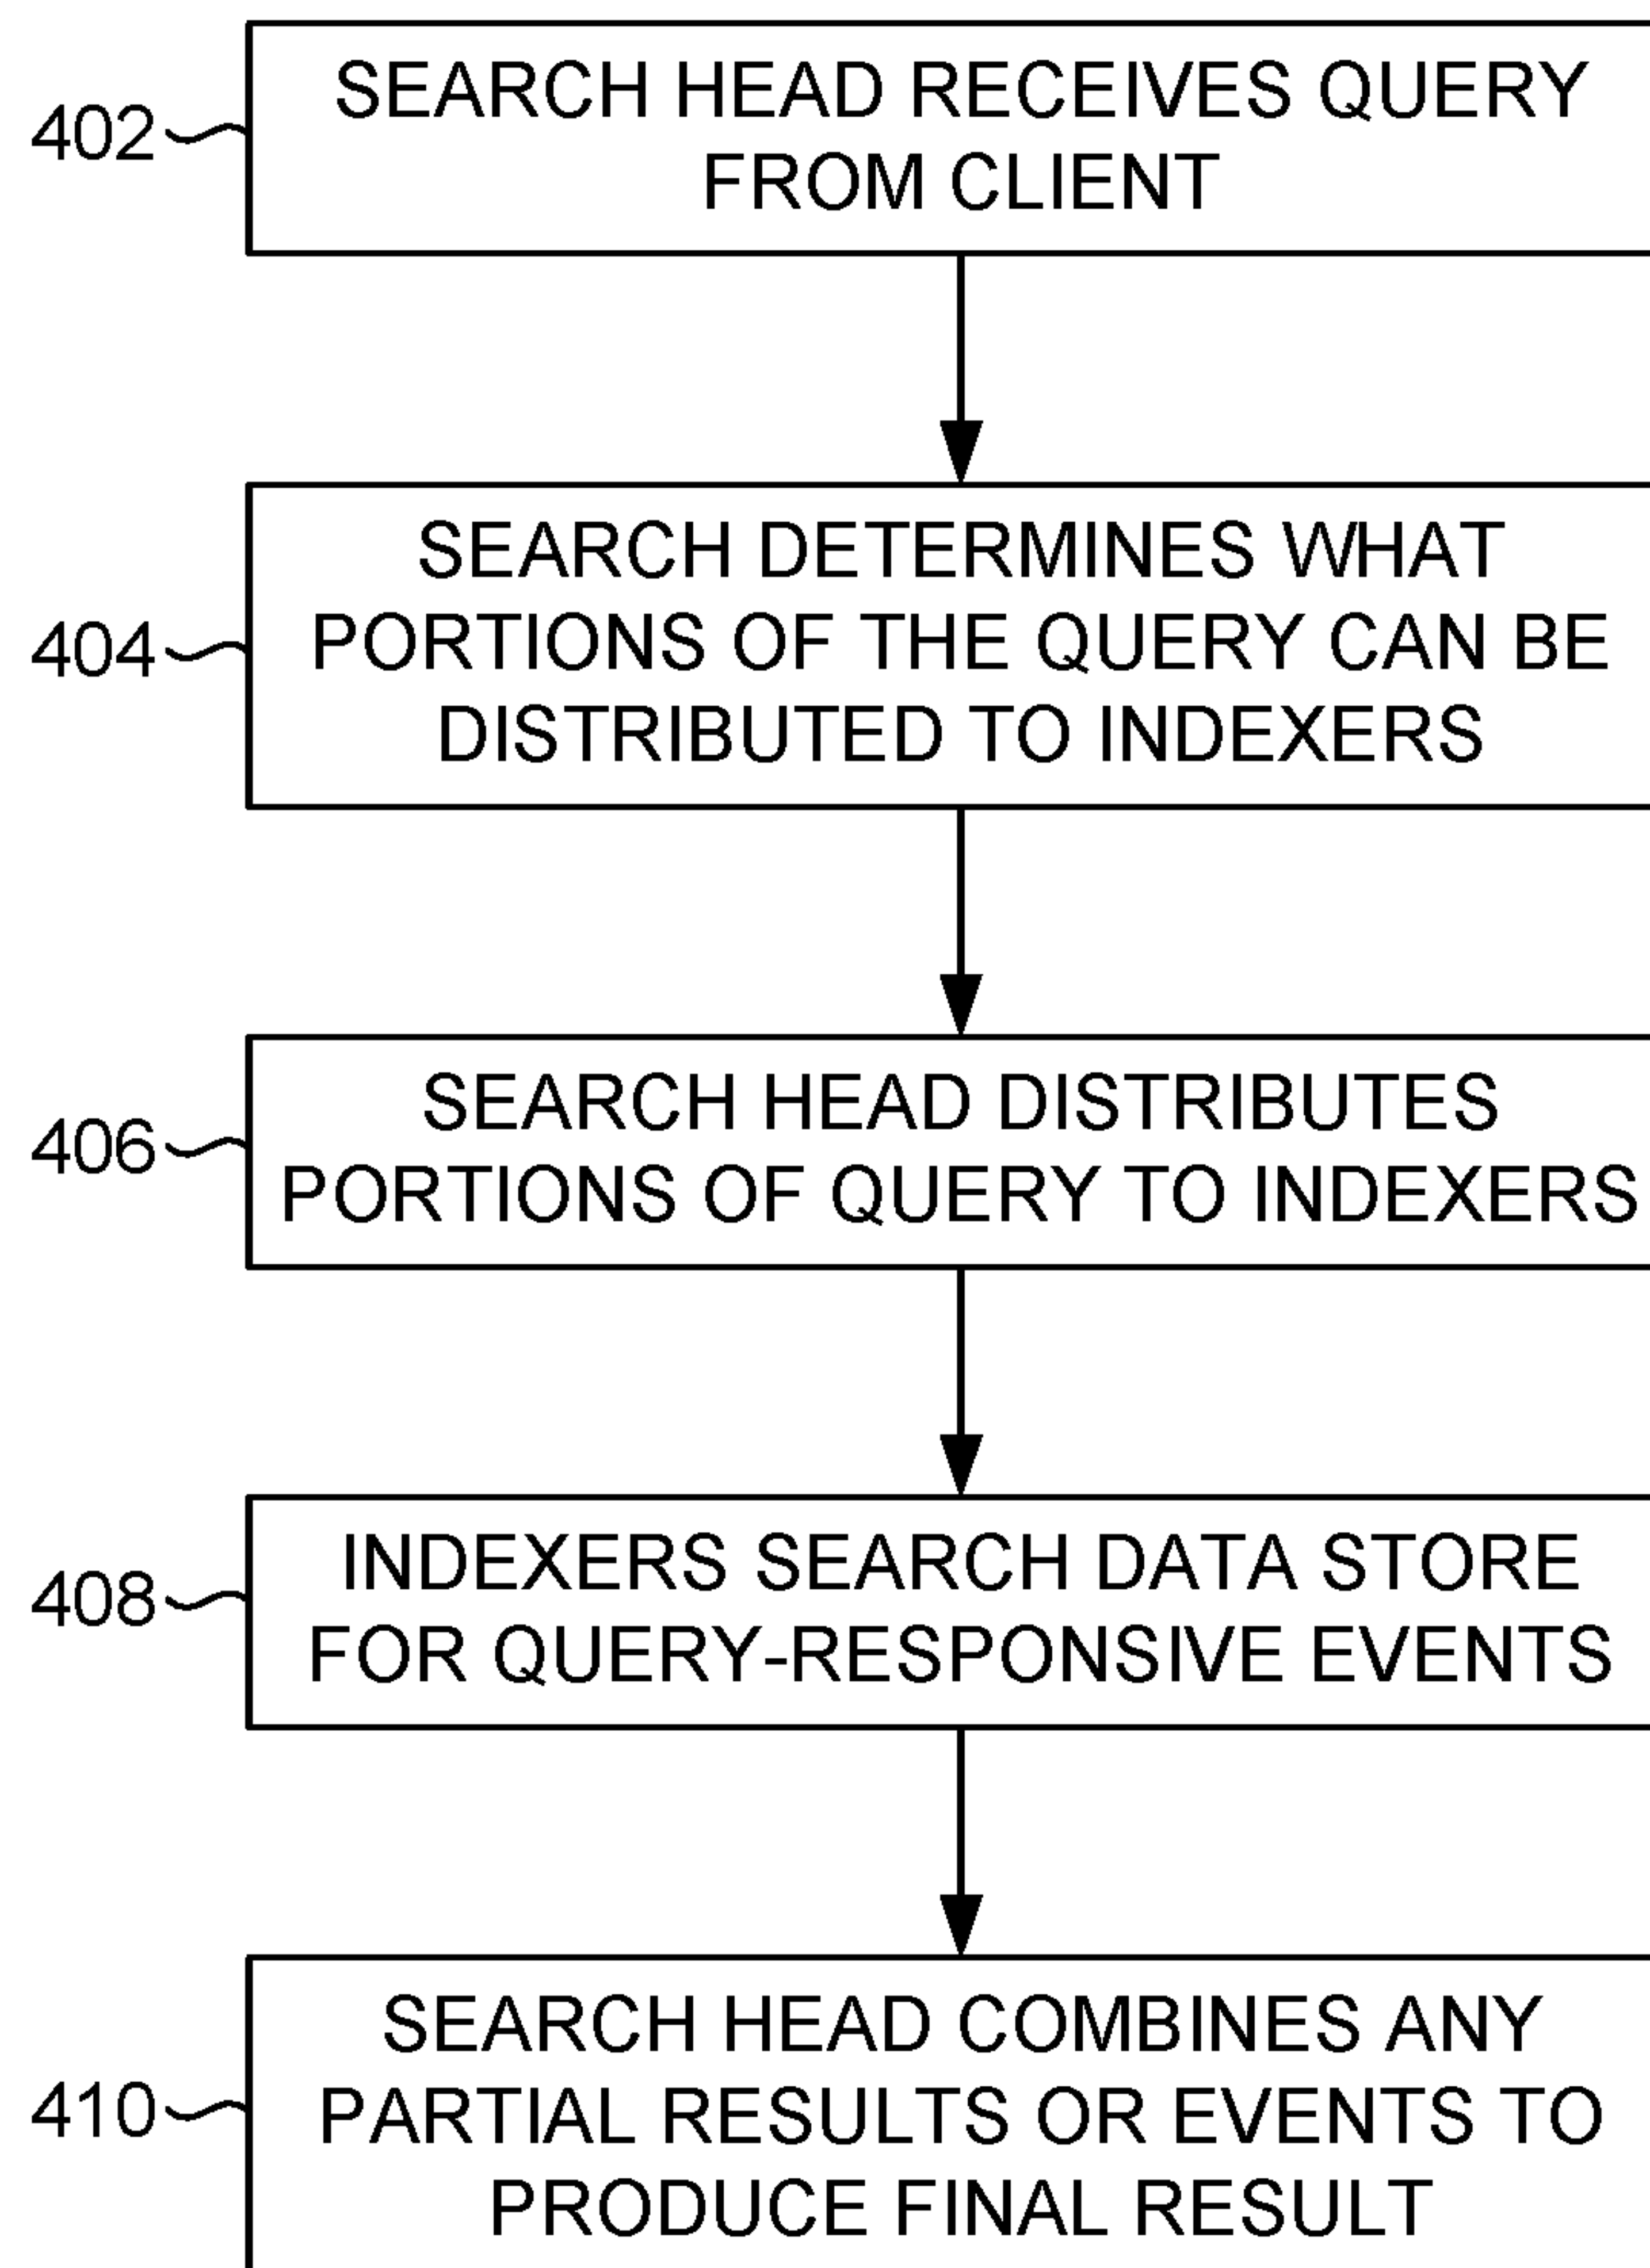 402
SEARCH HEAD RECEIVES QUERY
FROM CLIENT
404
SEARCH DETERMINES WHAT
PORTIONS OF THE QUERY CAN BE
DISTRIBUTED TO INDEXERS
406
SEARCH HEAD DISTRIBUTES
PORTIONS OF QUERY TO INDEXERS
408
INDEXERS SEARCH DATA STORE
FOR QUERY-RESPONSIVE EVENTS
410
SEARCH HEAD COMBINES ANY
PARTIAL RESULTS OR EVENTS TO
PRODUCE FINAL RESULT